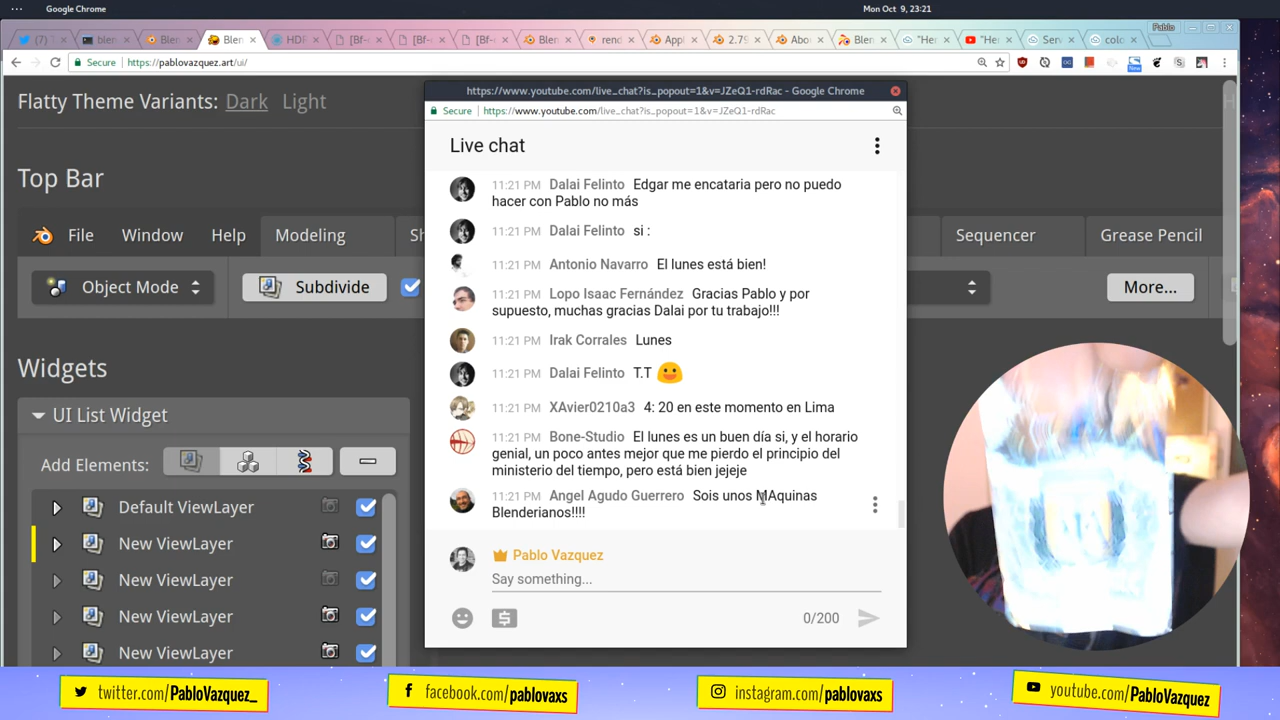 Google Chrome
Mon Oct 9, 23:21
Pablo
Secure
https://pablovazquez.art/ui/
Flatty Theme Variants: Dark Light
Top Bar
File Window Help Modeling
Sequencer Grease Pencil
Object Mode
Subdivide
More...
Widgets
UI List Widget
Add Elements:
Default ViewLayer
New ViewLayer
New ViewLayer
New ViewLayer
New ViewLayer
https://www.youtube.com/live_chat?is_popout=1&v=JZeQ1-rdRac - Google Chrome
Secure https://www.youtube.com/live_chat?is_popout=1&v=JZeQ1-rdRac
Live chat
11:21 PM Dalai Felinto Edgar me encataria pero no puedo
hacer con Pablo no más
11:21 PM Dalai Felinto si :
11:21 PM Antonio Navarro El lunes está bien!
11:21 PM Lopo Isaac Fernández Gracias Pablo y por
supuesto, muchas gracias Dalai por tu trabajo!!!
11:21 PM Irak Corrales Lunes
11:21 PM Dalai Felinto T.T
11:21 PM XAvier0210a3 4: 20 en este momento en Lima
11:21 PM Bone-Studio El lunes es un buen día si, y el horario
genial, un poco antes mejor que me pierdo el principio del
ministerio del tiempo, pero está bien jejeje
11:21 PM Angel Agudo Guerrero Sois unos MAquinas
Blenderianos!!!!
Pablo Vazquez
Say something...
0/200
twitter.com/PabloVazquez_
facebook.com/pablovaxs
instagram.com/pablovaxs
youtube.com/PabloVazquez